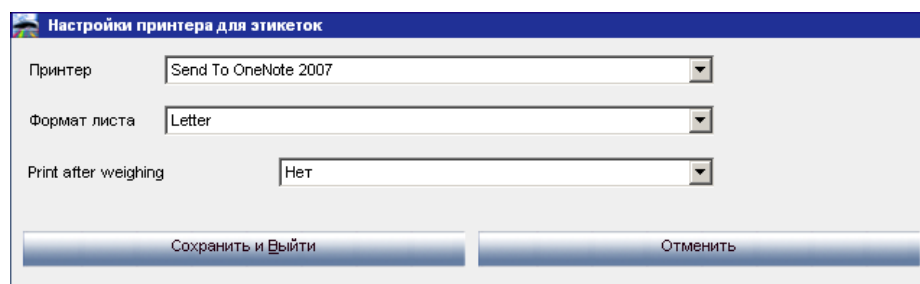 Настройки принтера для этикеток
Принтер Send To OneNote 2007
Формат листа Letter
Print after weighing Нет
Сохранить и Выйти Отменить